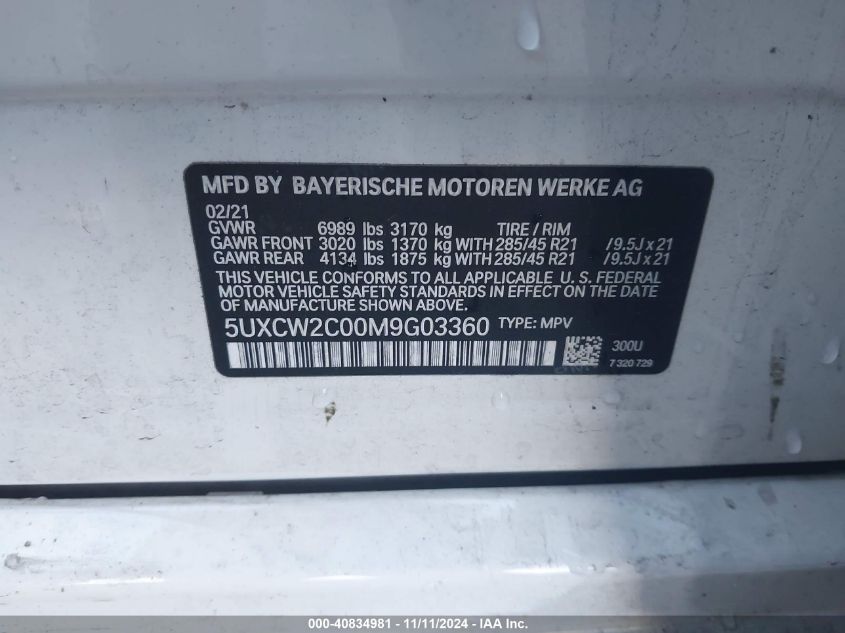 MFD BY BAYERISCHE MOTOREN WERKE AG
02/21
GVWR 6989 lbs 3170 kg TIRE / RIM
GAWR FRONT 3020 lbs 1370 kg WITH 285/45 R21 /9.5J x 21
GAWR REAR 4134 lbs 1875 kg WITH 285/45 R21 /9.5J x 21
THIS VEHICLE CONFORMS TO ALL APPLICABLE U. S. FEDERAL
MOTOR VEHICLE SAFETY STANDARDS IN EFFECT ON THE DATE
OF MANUFACTURE SHOWN ABOVE.
5UXCW2C00M9G03360 TYPE: MPV
300U
7 320 729
000-40834981 - 11/11/2024 - IAA Inc.